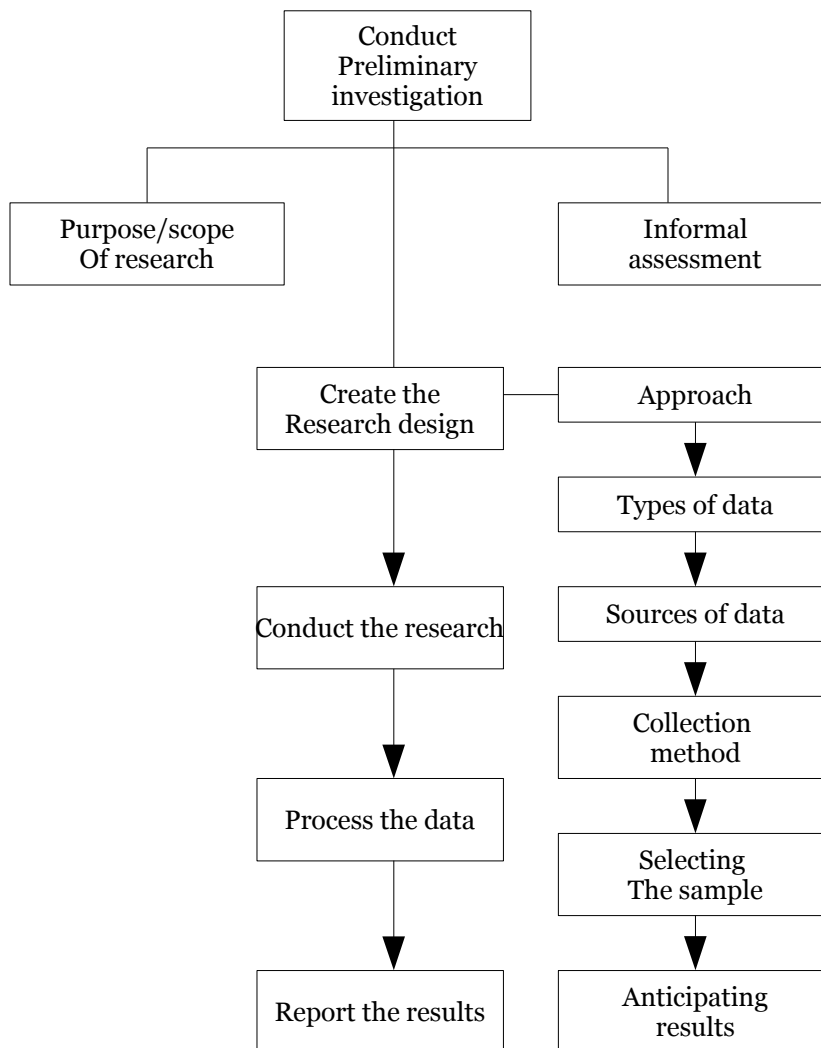 Conduct
Preliminary
investigation
Purpose/scope
Of research
Informal
assessment
Create the
Research design
Approach
Types of data
Conduct the research
Sources of data
Collection
method
Process the data
Selecting
The sample
Report the results
Anticipating
results